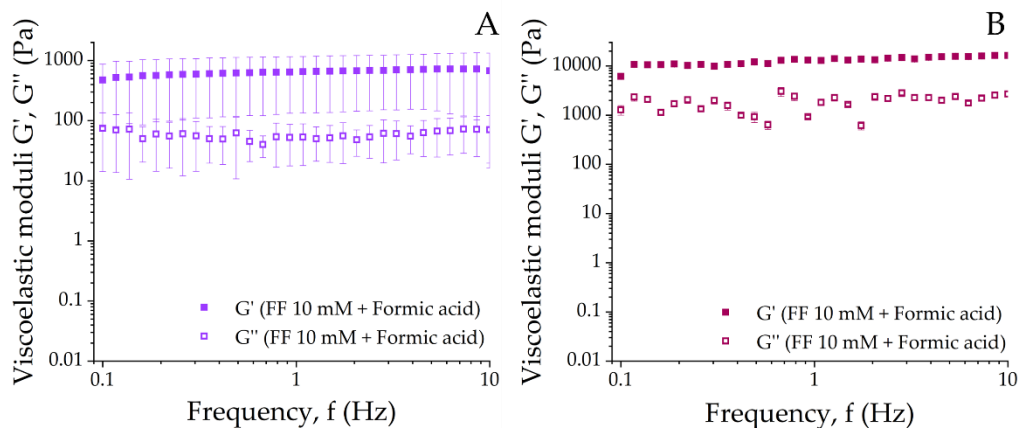 A
Viscoelastic moduli G', G'' (Pa)
1000
100
10
1
0.1
0.01
G' (FF 10 mM + Formic acid)
G'' (FF 10 mM + Formic acid)
0.1
1
10
Frequency, f (Hz)
B
Viscoelastic moduli G', G'' (Pa)
10000
1000
100
10
1
0.1
0.01
G' (FF 10 mM + Formic acid)
G'' (FF 10 mM + Formic acid)
0.1
1
10
Frequency, f (Hz)